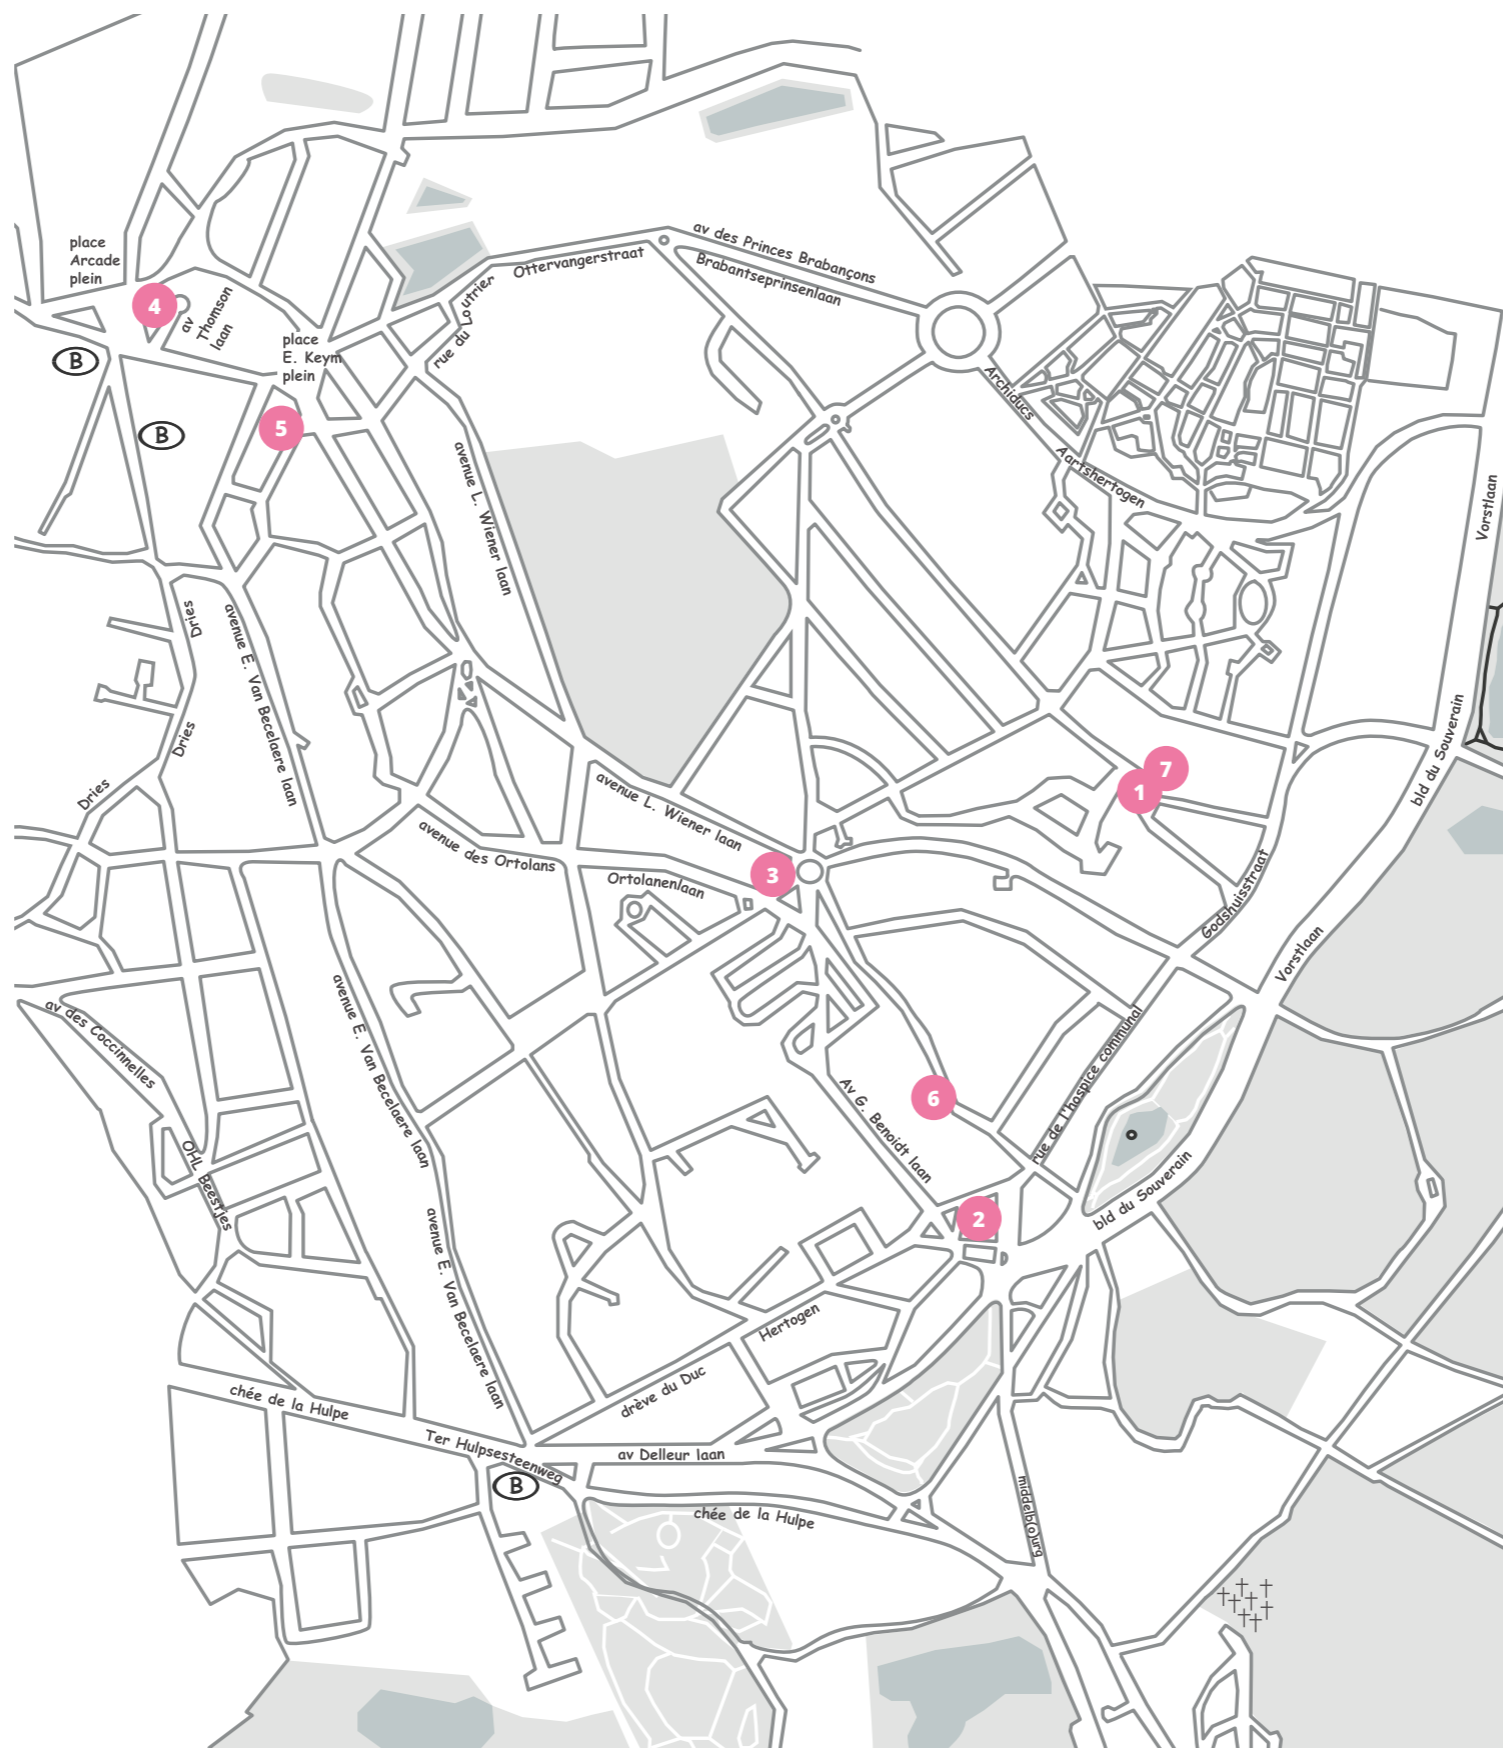 av des Princes Brabançons
Brabantseprinsenlaan
Ottervangerstraat
place
Arcade
plein
4
av
Thomson
laan
rue du Loutrier
place
E. Keym
plein
B
B
5
Archiducs
Aartshertogen
avenue L. Wiener laan
Vorstlaan
Dries
avenue E. Van Becelaere laan
Dries
Dries
bld du Souverain
7
1
avenue L. Wiener laan
avenue des Ortolans
3
Ortolanenlaan
Godshuisstraat
Vorstlaan
av des Coccinnelles
avenue E. Van Becelaere laan
rue de l'hospice communal
6
Av G. Benoidt laan
OHL Beestjes
bld du Souverain
2
avenue E. Van Becelaere laan
Hertogen
drève du Duc
chée de la Hulpe
Ter Hulpsesteenweg
av Delleur laan
B
chée de la Hulpe
middelb(o)urg